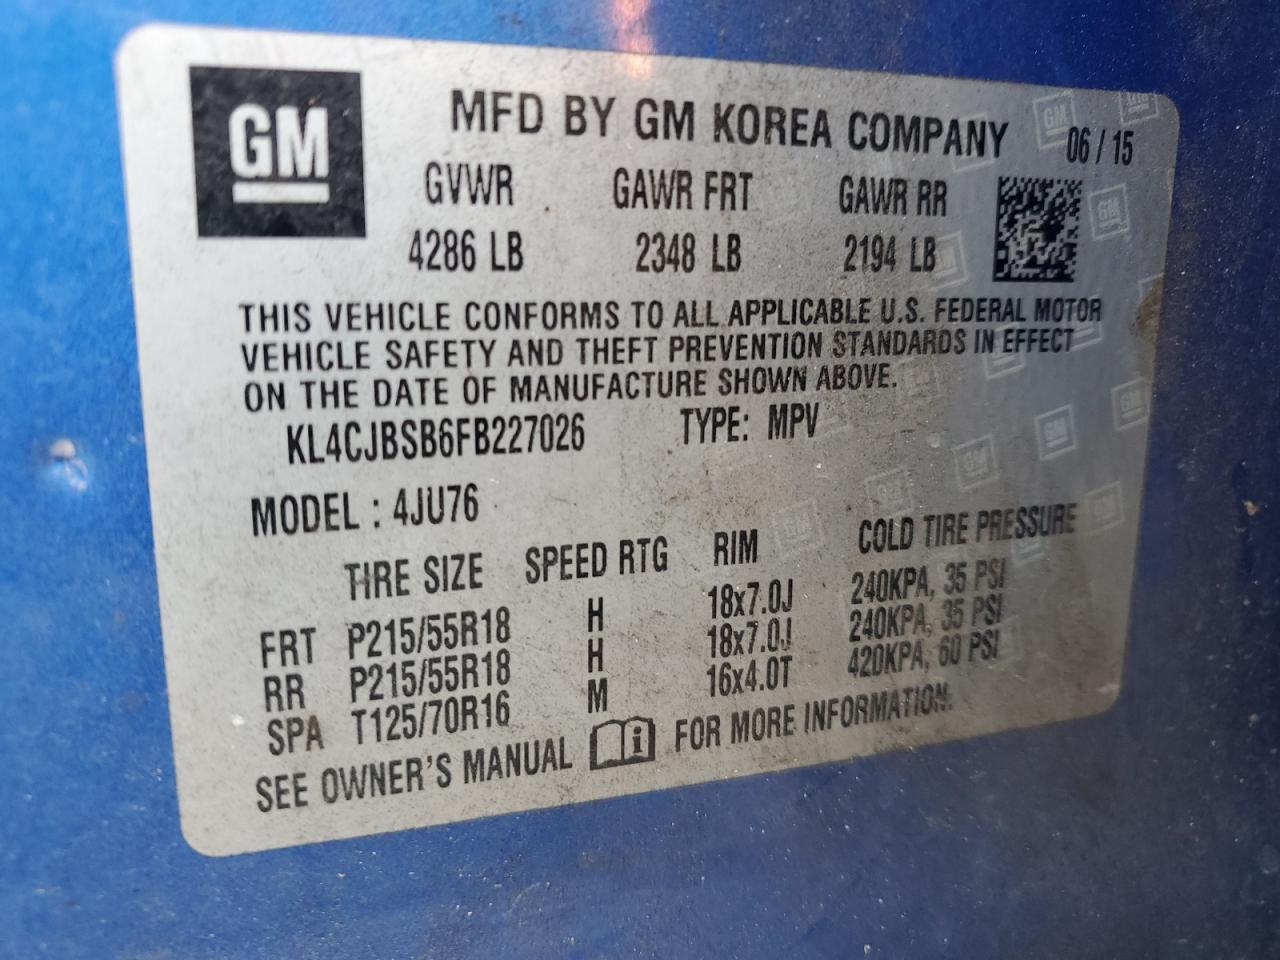 GM
MFD BY GM KOREA COMPANY 06 / 15
GVWR GAWR FRT GAWR RR
4286 LB 2348 LB 2194 LB
THIS VEHICLE CONFORMS TO ALL APPLICABLE U.S. FEDERAL MOTOR
VEHICLE SAFETY AND THEFT PREVENTION STANDARDS IN EFFECT
ON THE DATE OF MANUFACTURE SHOWN ABOVE.
KL4CJBSB6FB227026 TYPE: MPV
MODEL : 4JU76
TIRE SIZE SPEED RTG RIM COLD TIRE PRESSURE
FRT P215/55R18 H 18x7.0J 240KPA, 35 PSI
RR P215/55R18 H 18x7.0J 240KPA, 35 PSI
SPA T125/70R16 M 16x4.0T 420KPA, 60 PSI
SEE OWNER'S MANUAL FOR MORE INFORMATION.